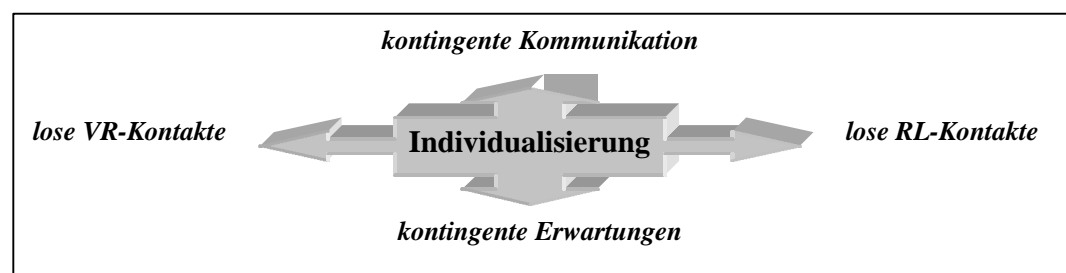 kontingente Kommunikation
lose VR-Kontakte
Individualisierung
lose RL-Kontakte
kontingente Erwartungen